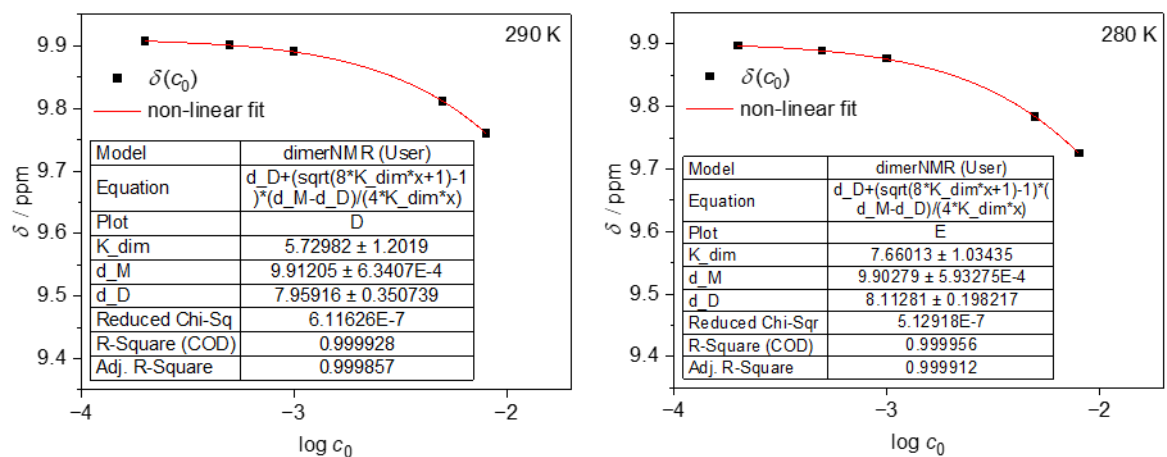 290 K
9.9
9.8
9.7
9.6
9.5
9.4
δ / ppm
δ(c₀)
non-linear fit
Model dimerNMR (User)
Equation d_D+(sqrt(8*K_dim*x+1)-1
)*(d_M-d_D)/(4*K_dim*x)
Plot D
K_dim 5.72982 ± 1.2019
d_M 9.91205 ± 6.3407E-4
d_D 7.95916 ± 0.350739
Reduced Chi-Sq 6.11626E-7
R-Square (COD) 0.999928
Adj. R-Square 0.999857
−4 −3 −2
log c₀
280 K
9.9
9.8
9.7
9.6
9.5
9.4
δ / ppm
δ(c₀)
non-linear fit
Model dimerNMR (User)
Equation d_D+(sqrt(8*K_dim*x+1)-1)*(
d_M-d_D)/(4*K_dim*x)
Plot E
K_dim 7.66013 ± 1.03435
d_M 9.90279 ± 5.93275E-4
d_D 8.11281 ± 0.198217
Reduced Chi-Sqr 5.12918E-7
R-Square (COD) 0.999956
Adj. R-Square 0.999912
−4 −3 −2
log c₀